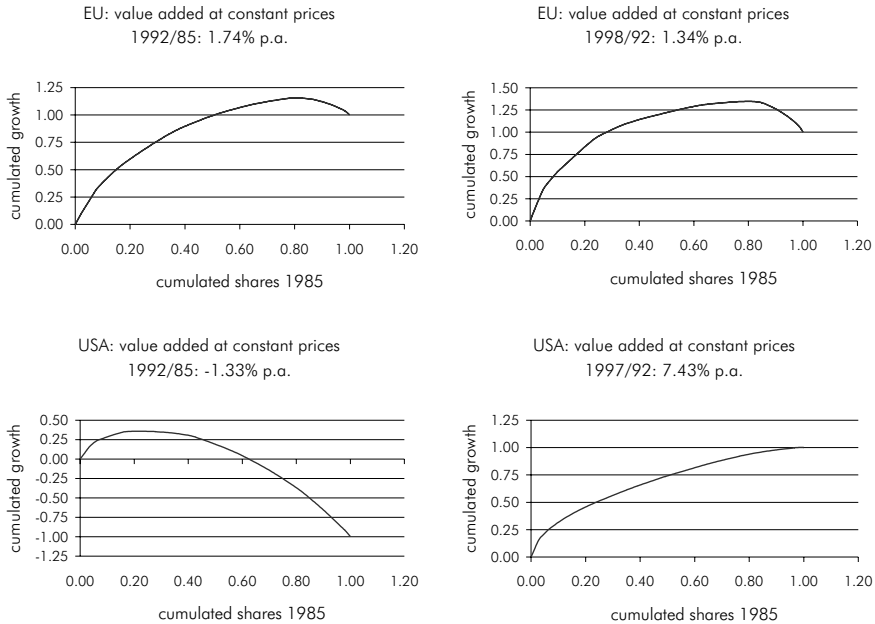 EU: value added at constant prices
1992/85: 1.74% p.a.
1.25
1.00
0.75
0.50
0.25
0.00
cumulated growth
0.00 0.20 0.40 0.60 0.80 1.00 1.20
cumulated shares 1985
EU: value added at constant prices
1998/92: 1.34% p.a.
1.50
1.25
1.00
0.75
0.50
0.25
0.00
cumulated growth
0.00 0.20 0.40 0.60 0.80 1.00 1.20
cumulated shares 1985
USA: value added at constant prices
1992/85: -1.33% p.a.
0.50
0.25
0.00
-0.25
-0.50
-0.75
-1.00
-1.25
cumulated growth
0.00 0.20 0.40 0.60 0.80 1.00 1.20
cumulated shares 1985
USA: value added at constant prices
1997/92: 7.43% p.a.
1.25
1.00
0.75
0.50
0.25
0.00
cumulated growth
0.00 0.20 0.40 0.60 0.80 1.00 1.20
cumulated shares 1985